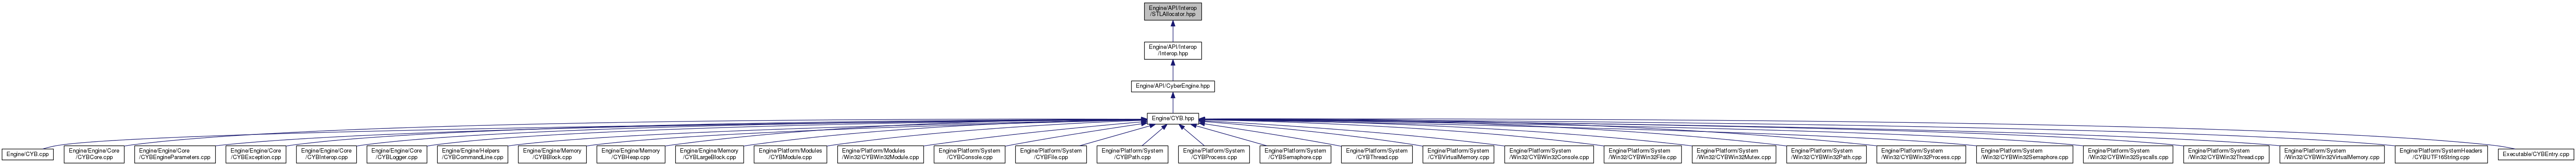 Engine/API/Interop
/STLAllocator.hpp
Engine/API/Interop
/Interop.hpp
Engine/API/CyberEngine.hpp
Engine/CYB.hpp
Engine/CYB.cpp
Engine/Engine/Core
/CYBCore.cpp
Engine/Engine/Core
/CYBEngineParameters.cpp
Engine/Engine/Core
/CYBException.cpp
Engine/Engine/Core
/CYBInterop.cpp
Engine/Engine/Core
/CYBLogger.cpp
Engine/Engine/Helpers
/CYBCommandLine.cpp
Engine/Engine/Memory
/CYBBlock.cpp
Engine/Engine/Memory
/CYBHeap.cpp
Engine/Engine/Memory
/CYBLargeBlock.cpp
Engine/Platform/Modules
/CYBModule.cpp
Engine/Platform/Modules
/Win32/CYBWin32Module.cpp
Engine/Platform/System
/CYBConsole.cpp
Engine/Platform/System
/CYBFile.cpp
Engine/Platform/System
/CYBPath.cpp
Engine/Platform/System
/CYBProcess.cpp
Engine/Platform/System
/CYBSemaphore.cpp
Engine/Platform/System
/CYBThread.cpp
Engine/Platform/System
/CYBVirtualMemory.cpp
Engine/Platform/System
/Win32/CYBWin32Console.cpp
Engine/Platform/System
/Win32/CYBWin32File.cpp
Engine/Platform/System
/Win32/CYBWin32Mutex.cpp
Engine/Platform/System
/Win32/CYBWin32Path.cpp
Engine/Platform/System
/Win32/CYBWin32Process.cpp
Engine/Platform/System
/Win32/CYBWin32Semaphore.cpp
Engine/Platform/System
/Win32/CYBWin32Syscalls.cpp
Engine/Platform/System
/Win32/CYBWin32Thread.cpp
Engine/Platform/System
/Win32/CYBWin32VirtualMemory.cpp
Engine/Platform/SystemHeaders
/CYBUTF16String.cpp
Executable/CYBEntry.cpp